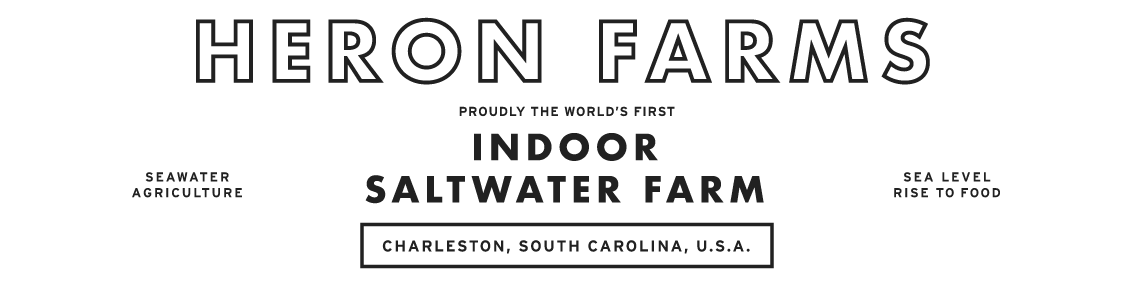 HERON FARMS
PROUDLY THE WORLD'S FIRST
INDOOR
SALTWATER FARM
SEAWATER
AGRICULTURE
SEA LEVEL
RISE TO FOOD
CHARLESTON, SOUTH CAROLINA, U.S.A.